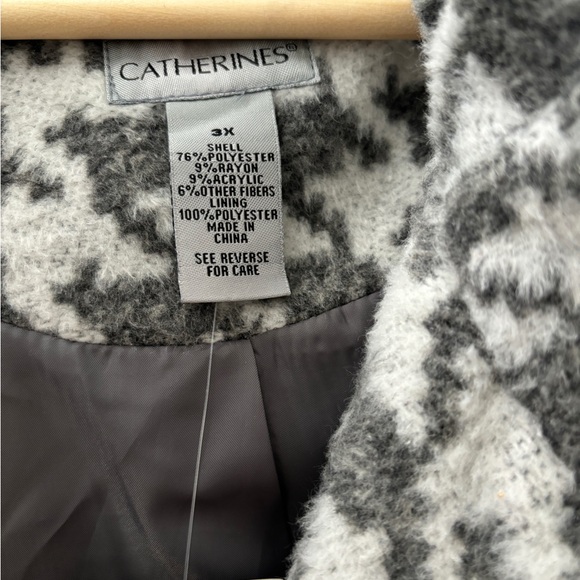 CATHERINES®
3X
SHELL
76%POLYESTER
9%RAYON
9%ACRYLIC
6%OTHER FIBERS
LINING
100%POLYESTER
MADE IN
CHINA
SEE REVERSE
FOR CARE